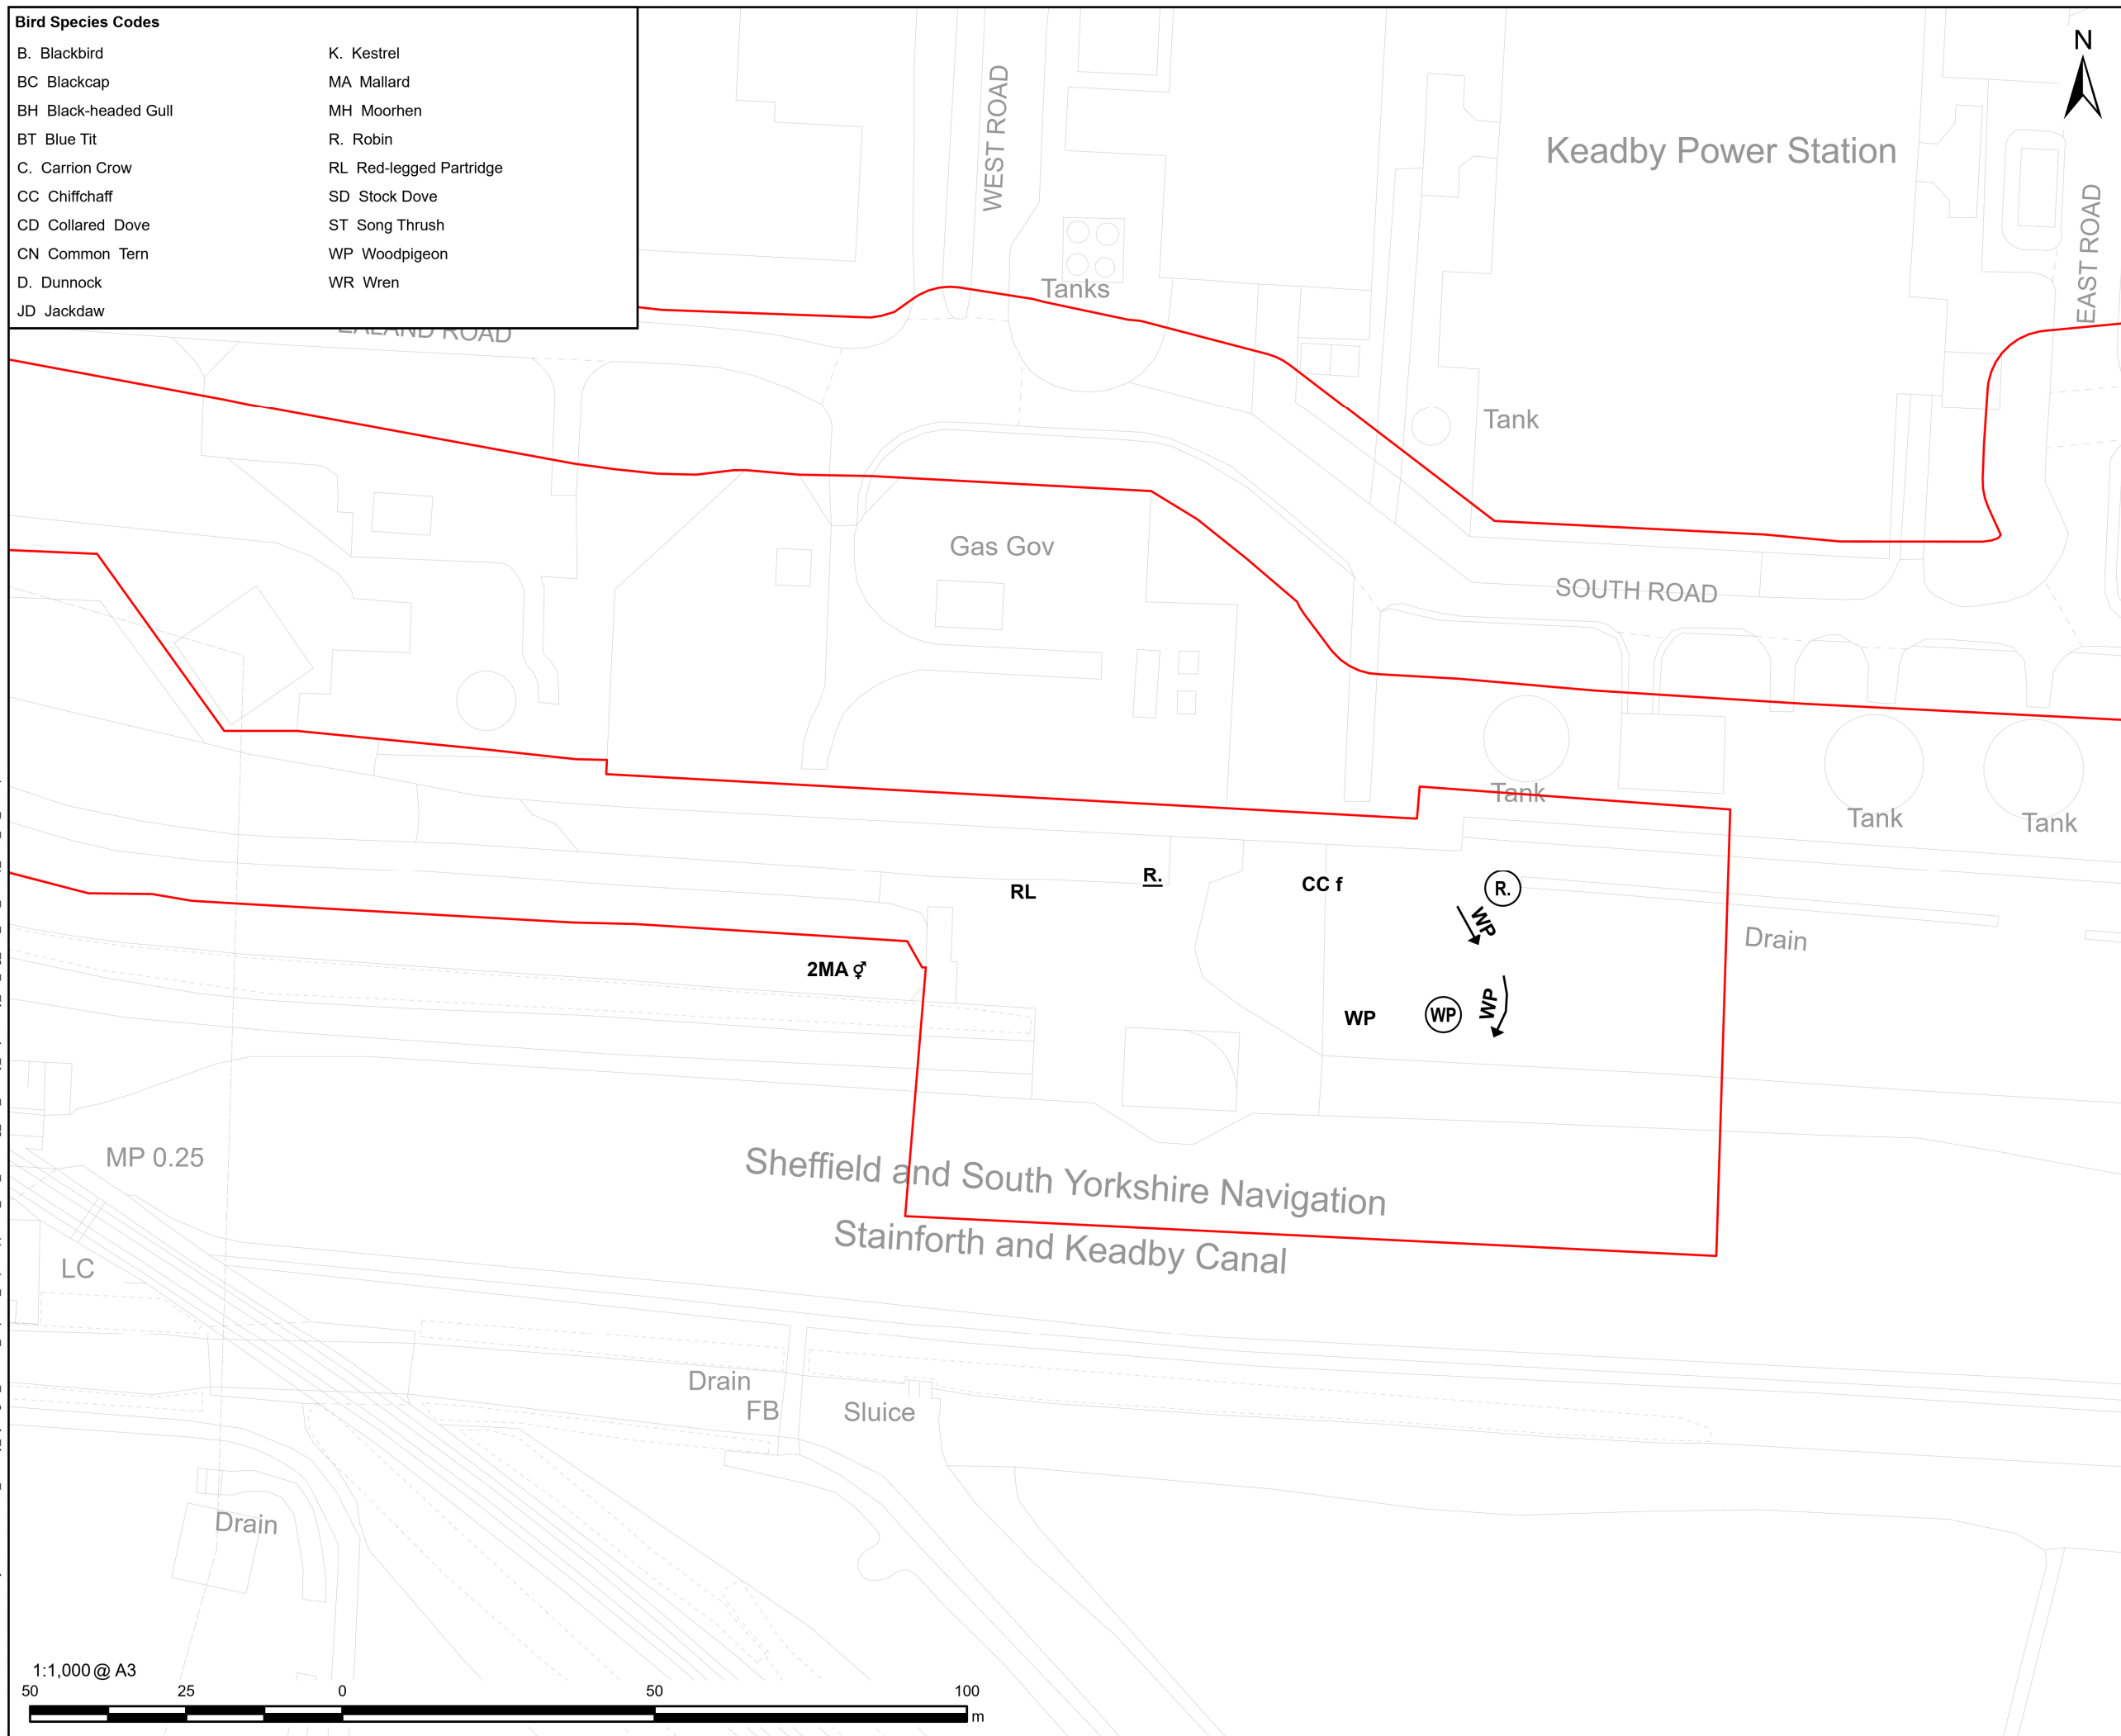 Bird Species Codes
B. Blackbird
BC Blackcap
BH Black-headed Gull
BT Blue Tit
C. Carrion Crow
CC Chiffchaff
CD Collared Dove
CN Common Tern
D. Dunnock
JD Jackdaw
K. Kestrel
MA Mallard
MH Moorhen
R. Robin
RL Red-legged Partridge
SD Stock Dove
ST Song Thrush
WP Woodpigeon
WR Wren
N
WEST ROAD
Keadby Power Station
EAST ROAD
Tanks
EALAND ROAD
Tank
Gas Gov
SOUTH ROAD
Tank
Tank
Tank
R.
RL
CC f
R.
WP
Drain
2MA ⚥
WP
WP
WP
MP 0.25
Sheffield and South Yorkshire Navigation
Stainforth and Keadby Canal
LC
Drain
FB
Sluice
Drain
1:1,000 @ A3
50 25 0 50 100
m